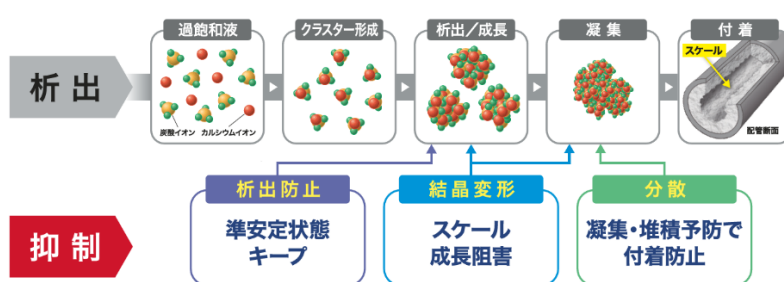 析出
過飽和液
クラスター形成
析出／成長
凝集
付着
炭酸イオン
カルシウムイオン
スケール
配管断面
抑制
析出防止
準安定状態
キープ
結晶変形
スケール
成長阻害
分散
凝集・堆積予防で
付着防止